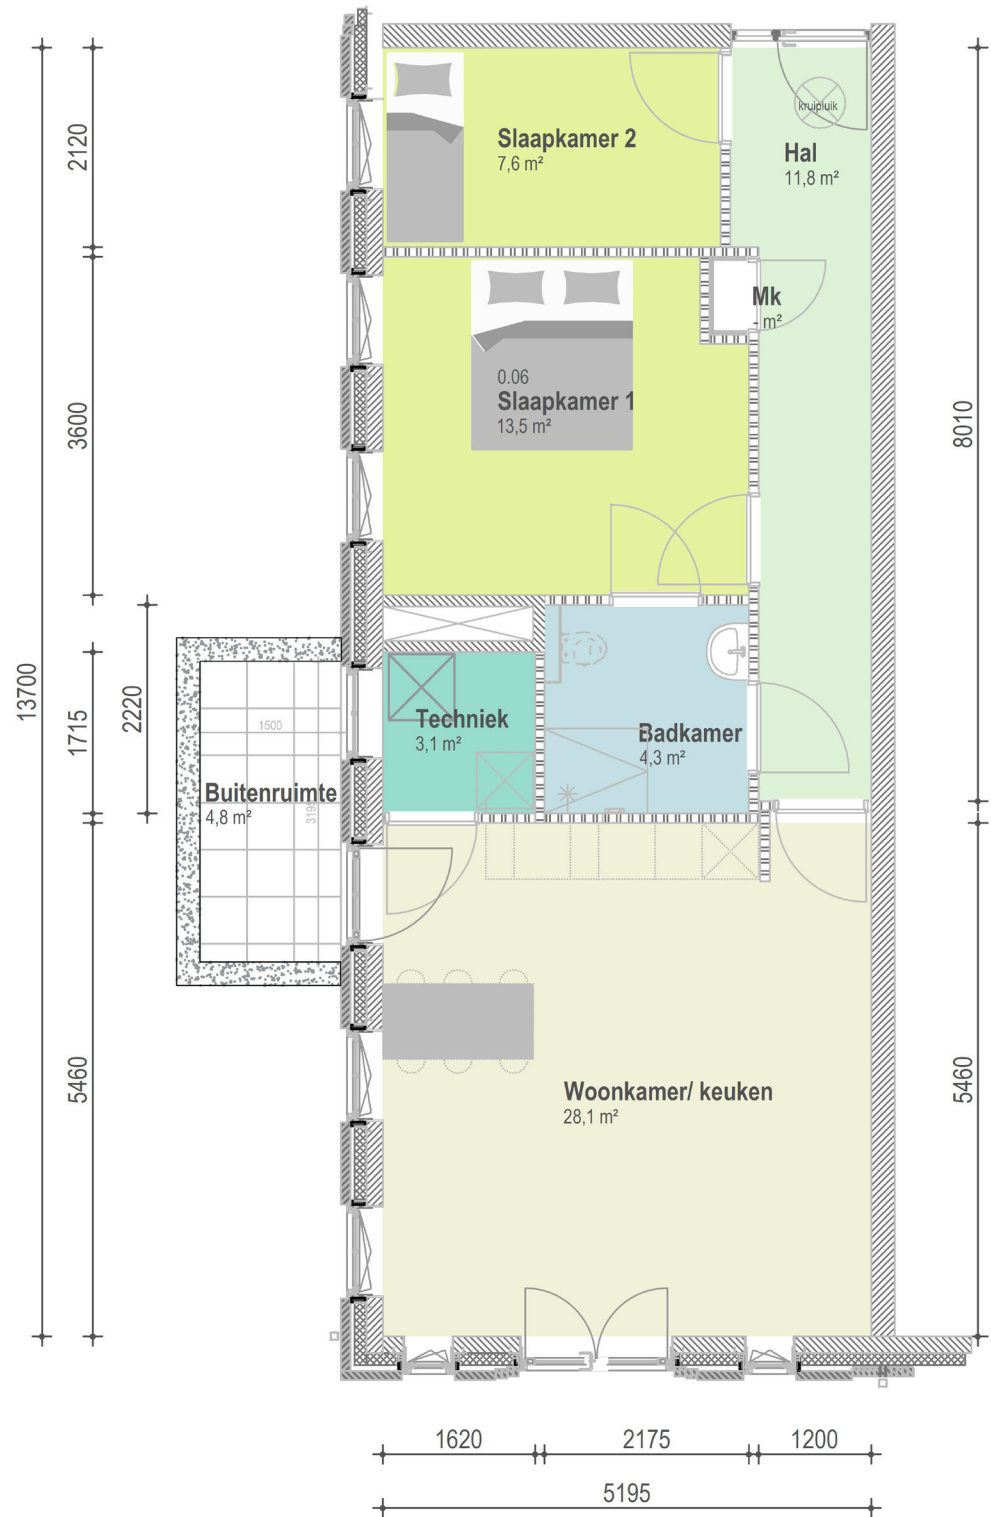 kruipluik
Slaapkamer 2
7,6 m²
Hal
11,8 m²
2120
Mk
- m²
0.06
Slaapkamer 1
13,5 m²
3600
8010
13700
1715
2220
1500
Techniek
3,1 m²
Badkamer
4,3 m²
Buitenruimte
4,8 m²
3195
5460
5460
Woonkamer/ keuken
28,1 m²
1620
2175
1200
5195